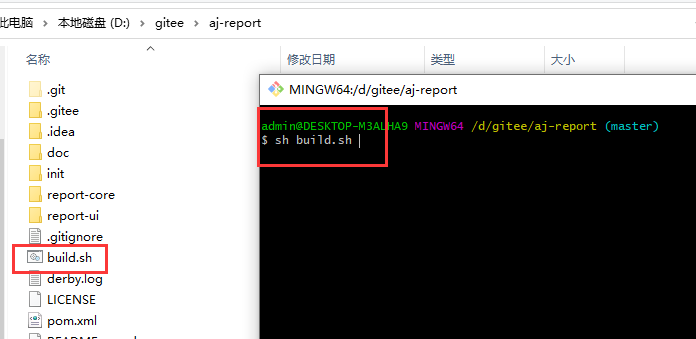 此电脑 > 本地磁盘 (D:) > gitee > aj-report
名称 修改日期 类型 大小
.git
.gitee
.idea
doc
init
report-core
report-ui
.gitignore
build.sh
derby.log
LICENSE
pom.xml
MINGW64:/d/gitee/aj-report
admin@DESKTOP-M3ALHA9 MINGW64 /d/gitee/aj-report (master)
$ sh build.sh